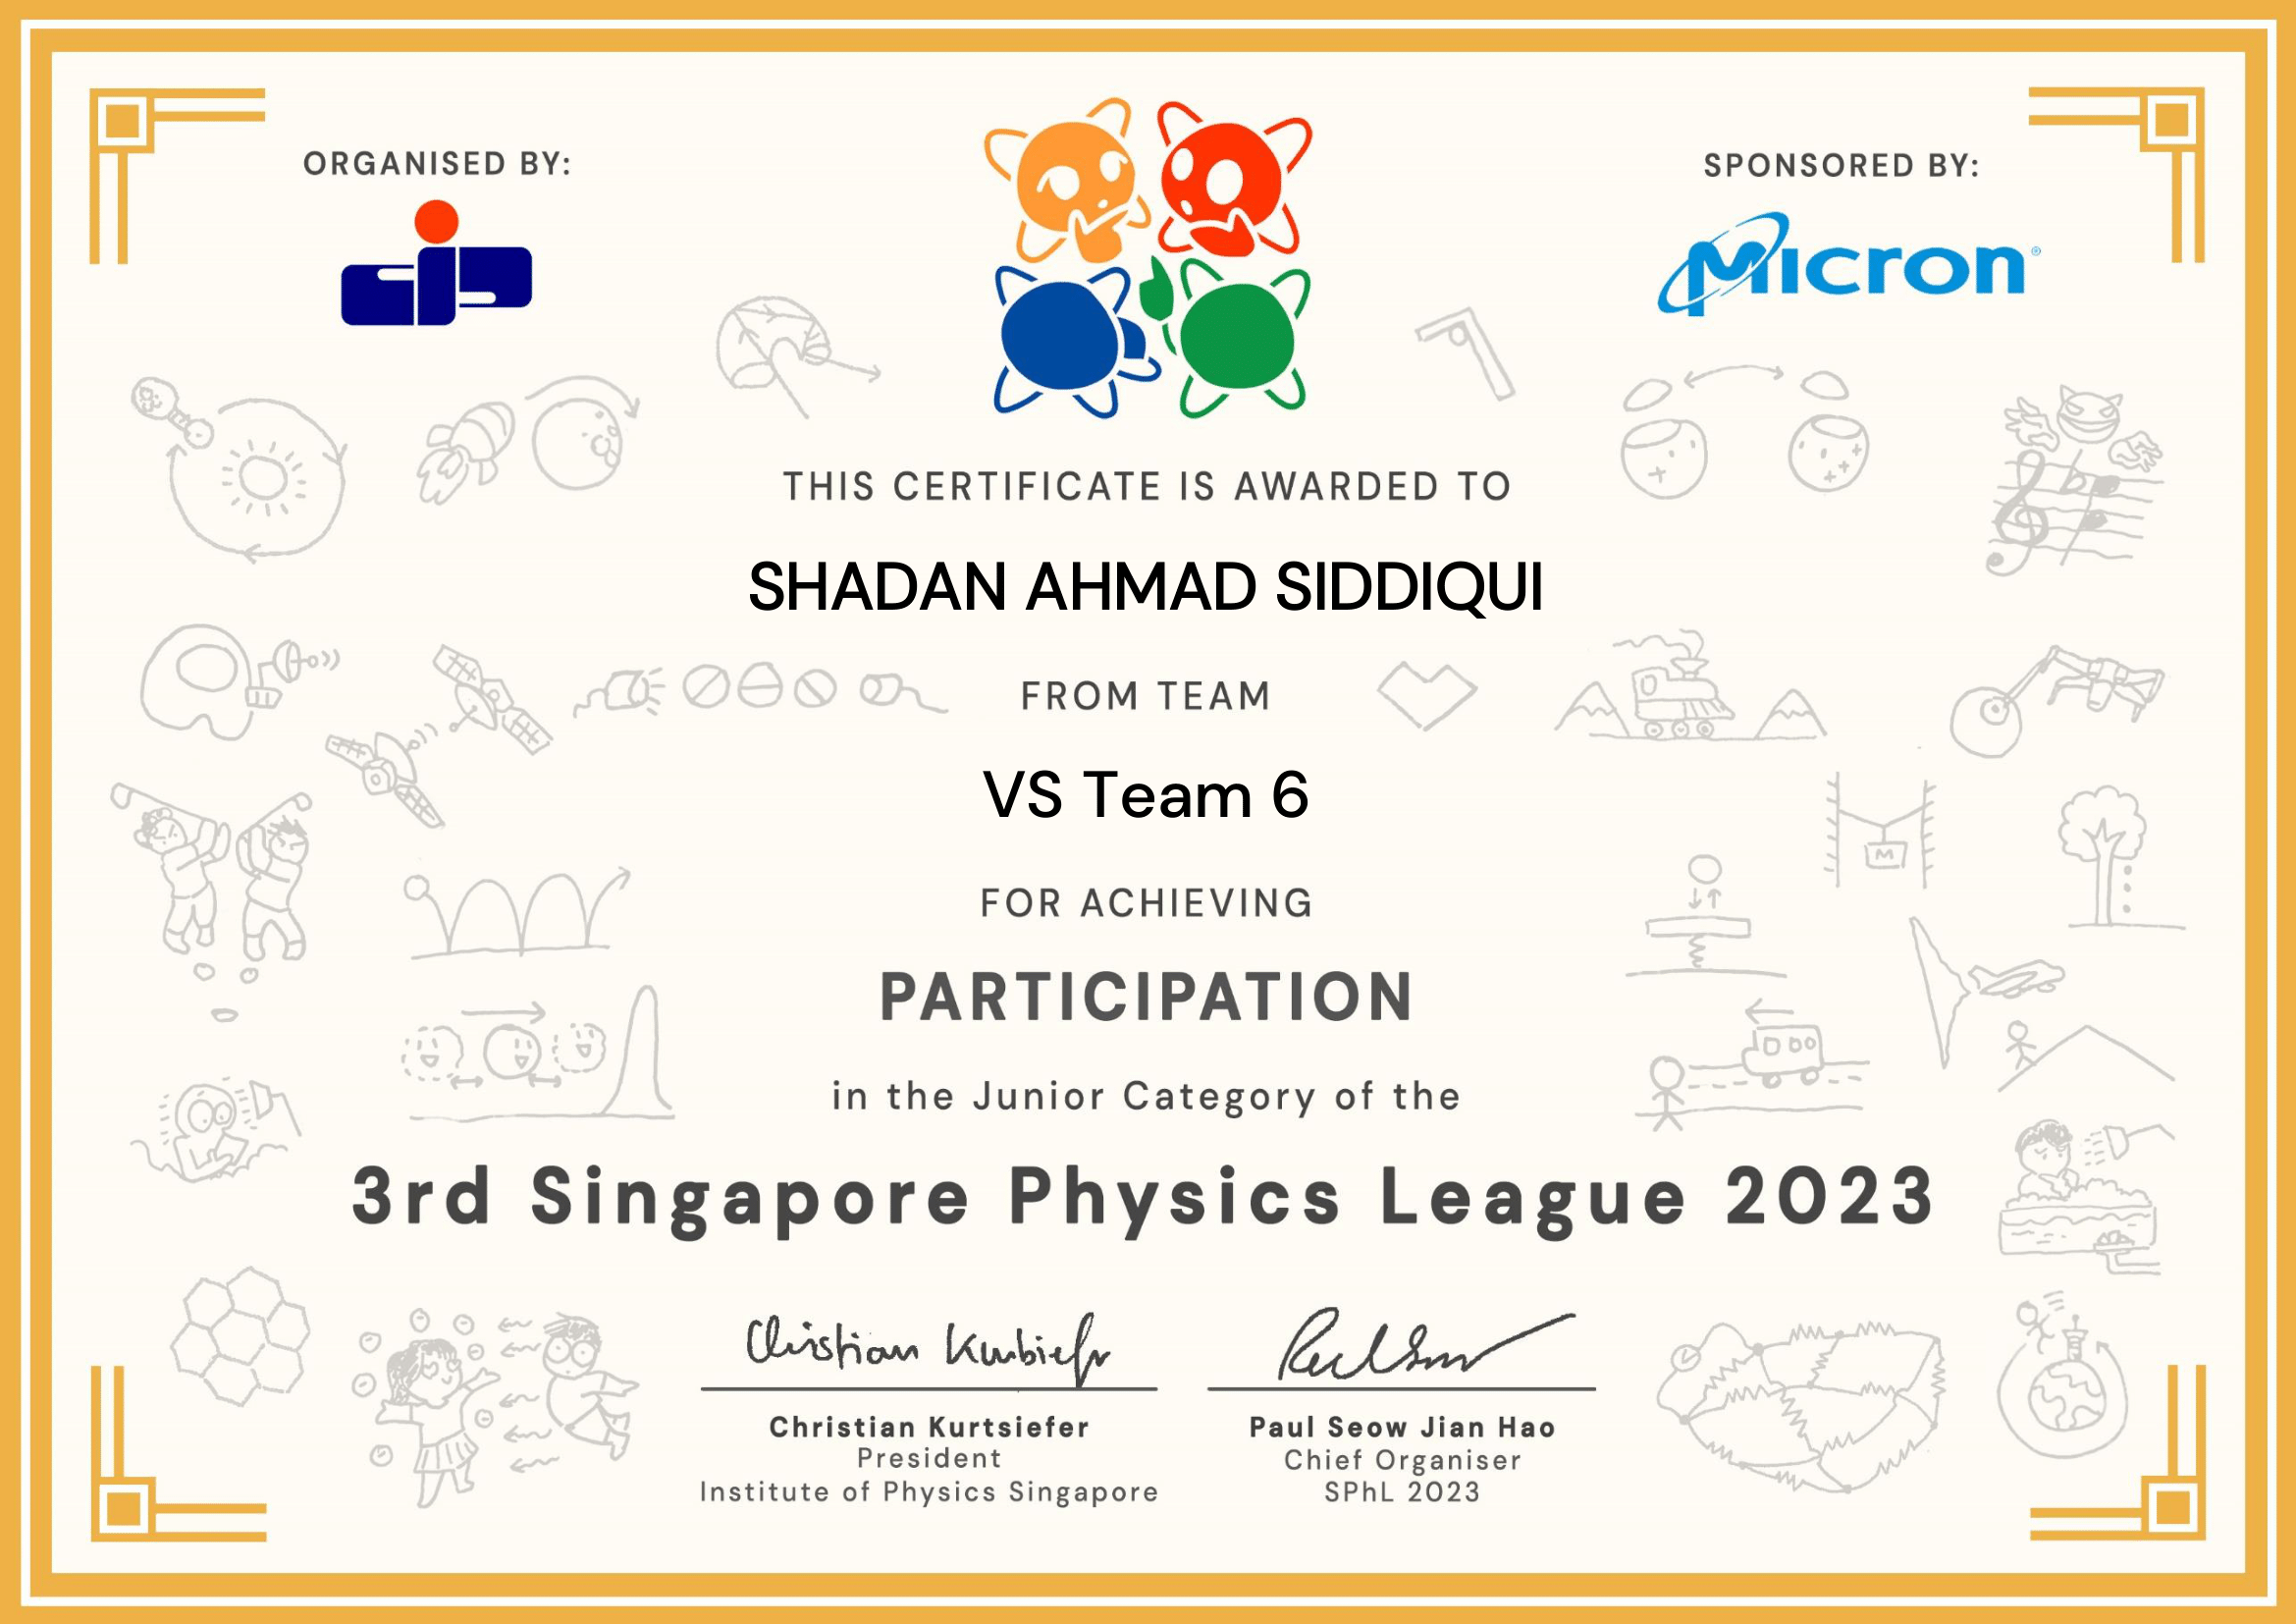 ORGANISED BY:
SPONSORED BY:
Micron®
THIS CERTIFICATE IS AWARDED TO
SHADAN AHMAD SIDDIQUI
FROM TEAM
VS Team 6
M
FOR ACHIEVING
PARTICIPATION
in the Junior Category of the
3rd Singapore Physics League 2023
Christian Kurtsiefer
Paul Seow Jian Hao
President
Chief Organiser
Institute of Physics Singapore
SPhL 2023